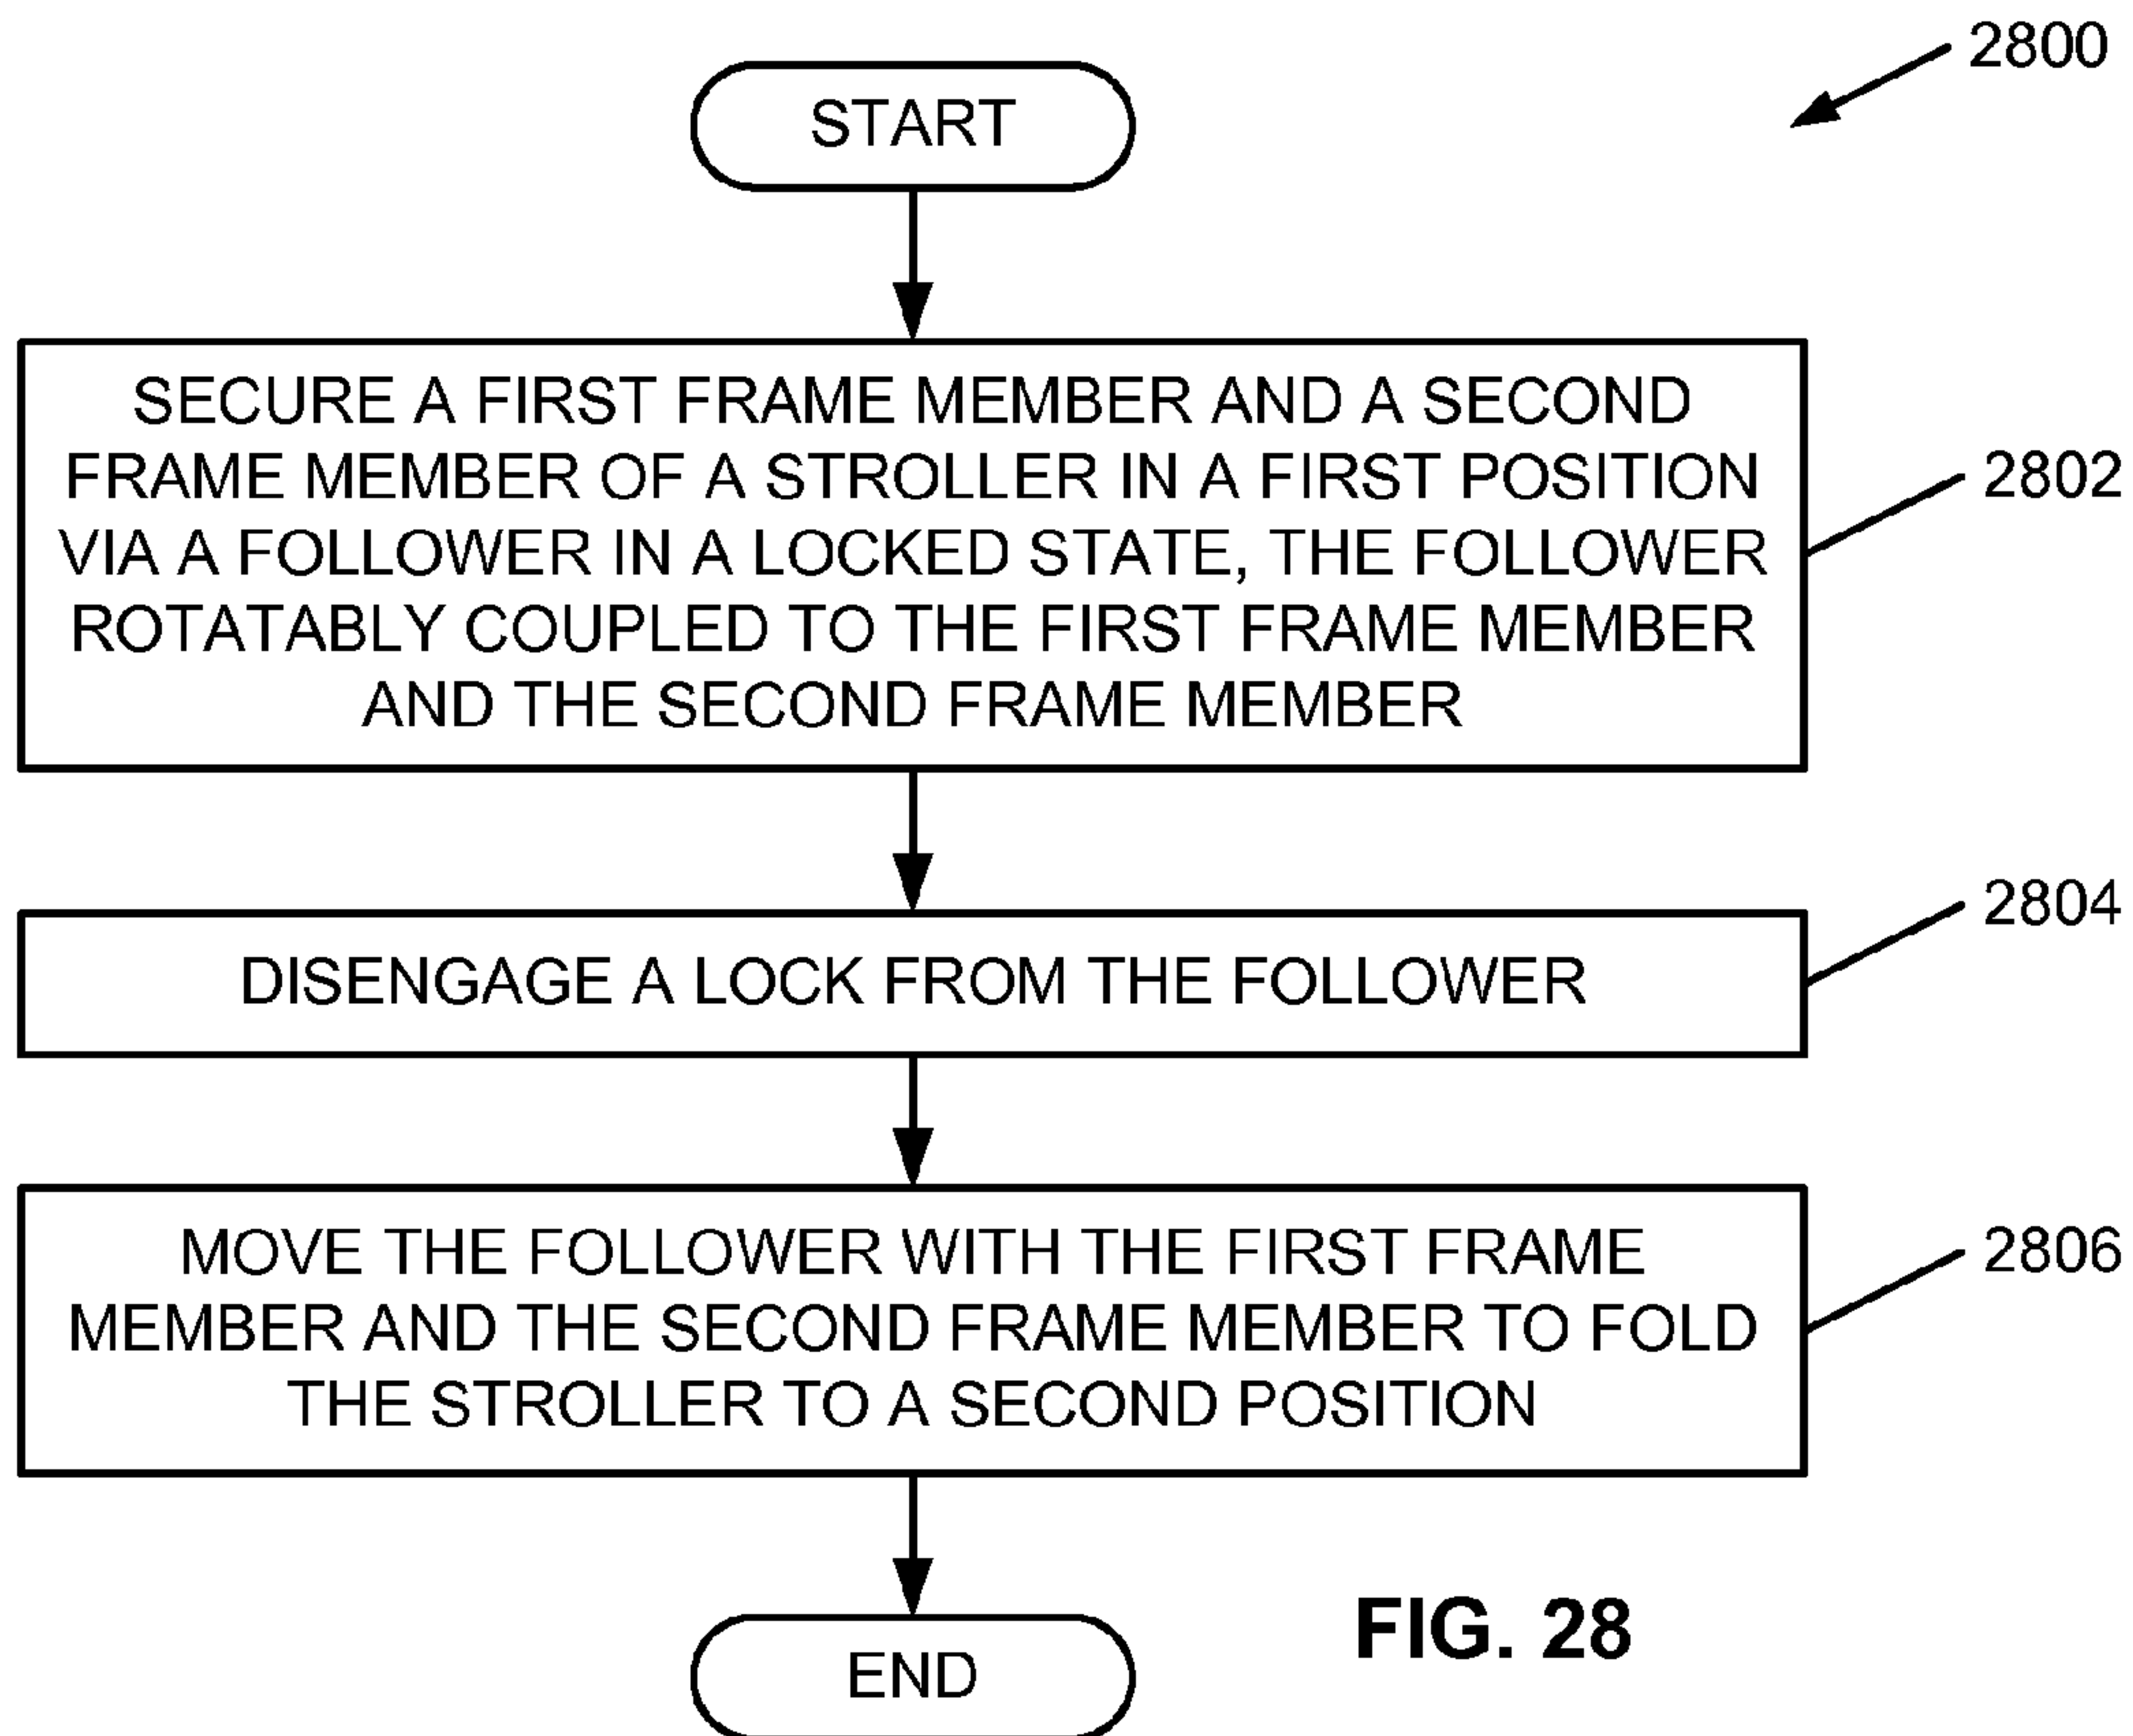 2800
START
SECURE A FIRST FRAME MEMBER AND A SECOND
FRAME MEMBER OF A STROLLER IN A FIRST POSITION
VIA A FOLLOWER IN A LOCKED STATE, THE FOLLOWER
ROTATABLY COUPLED TO THE FIRST FRAME MEMBER
AND THE SECOND FRAME MEMBER
2802
DISENGAGE A LOCK FROM THE FOLLOWER
2804
MOVE THE FOLLOWER WITH THE FIRST FRAME
MEMBER AND THE SECOND FRAME MEMBER TO FOLD
THE STROLLER TO A SECOND POSITION
2806
END
FIG. 28